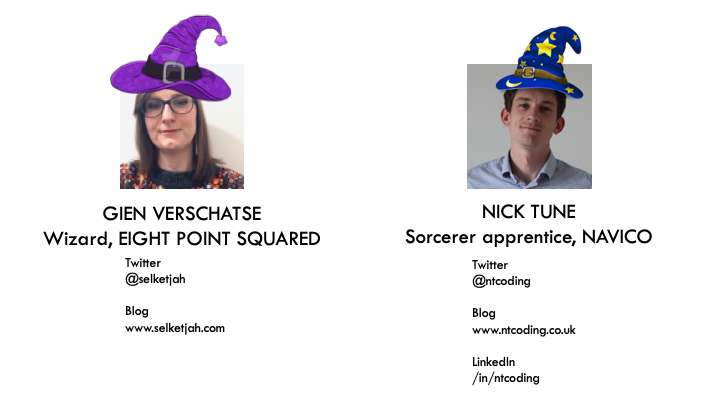 GIEN VERSCHATSE
Wizard, EIGHT POINT SQUARED
Twitter
@selketjah
Blog
www.selketjah.com
NICK TUNE
Sorcerer apprentice, NAVICO
Twitter
@ntcoding
Blog
www.ntcoding.co.uk
LinkedIn
/in/ntcoding